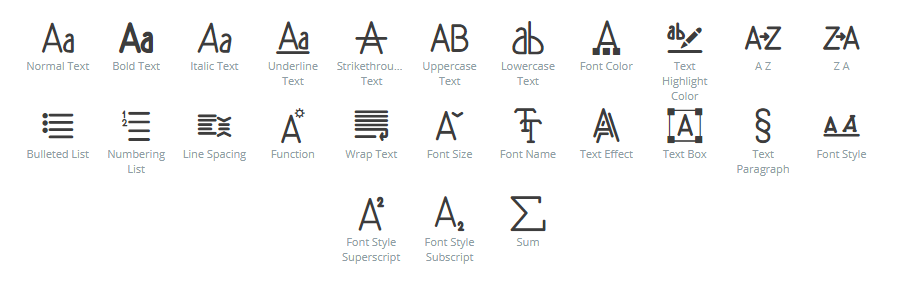 Aa Aa Aa Aa A AB ab A ab A→Z Z→A
Normal Text Bold Text Italic Text Underline Text Strikethrou... Text Uppercase Text Lowercase Text Font Color Text Highlight Color A Z Z A
1 2 A A T A A § A A
Bulleted List Numbering List Line Spacing Function Wrap Text Font Size Font Name Text Effect Text Box Text Paragraph Font Style
A2 A2 Σ
Font Style Superscript Font Style Subscript Sum